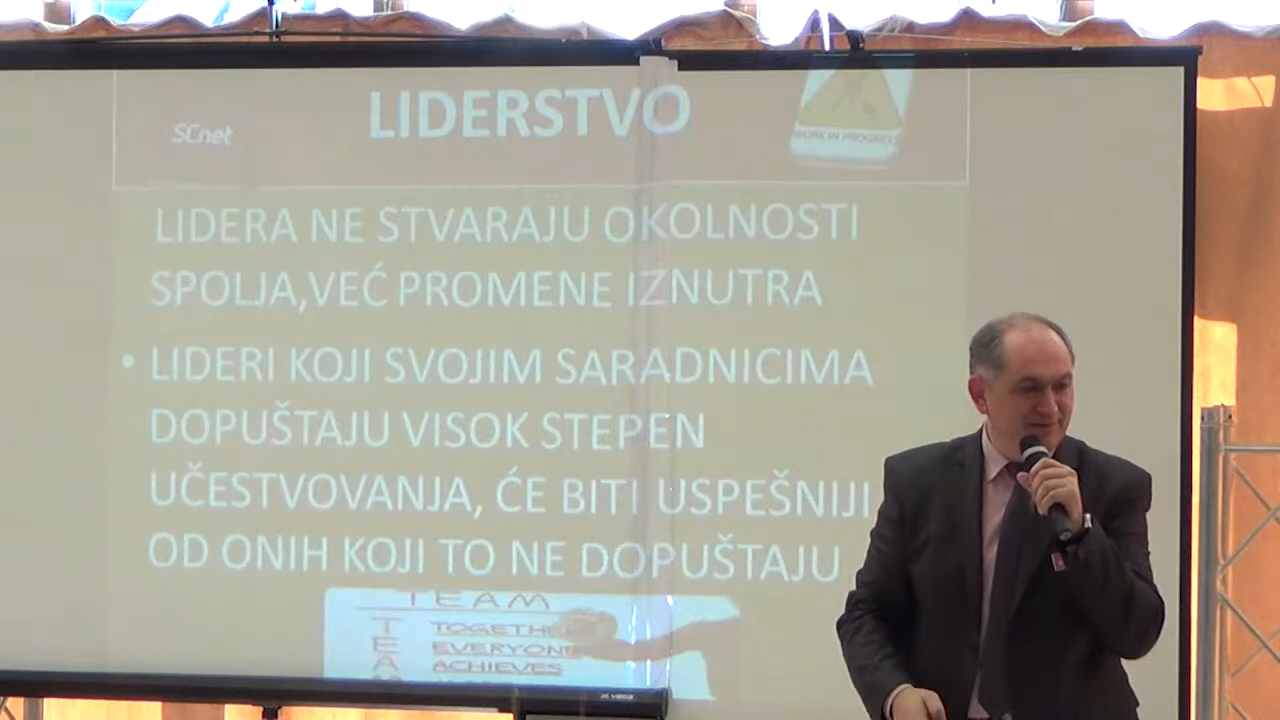 LIDERSTVO
SCnet
WORK IN PROGRESS
LIDERA NE STVARAJU OKOLNOSTI
SPOLJA,VEĆ PROMENE IZNUTRA
• LIDERI KOJI SVOJIM SARADNICIMA
DOPUŠTAJU VISOK STEPEN
UČESTVOVANJA, ĆE BITI USPEŠNIJI
OD ONIH KOJI TO NE DOPUŠTAJU
TEAM
T TOGETHER
E EVERYONE
A ACHIEVES